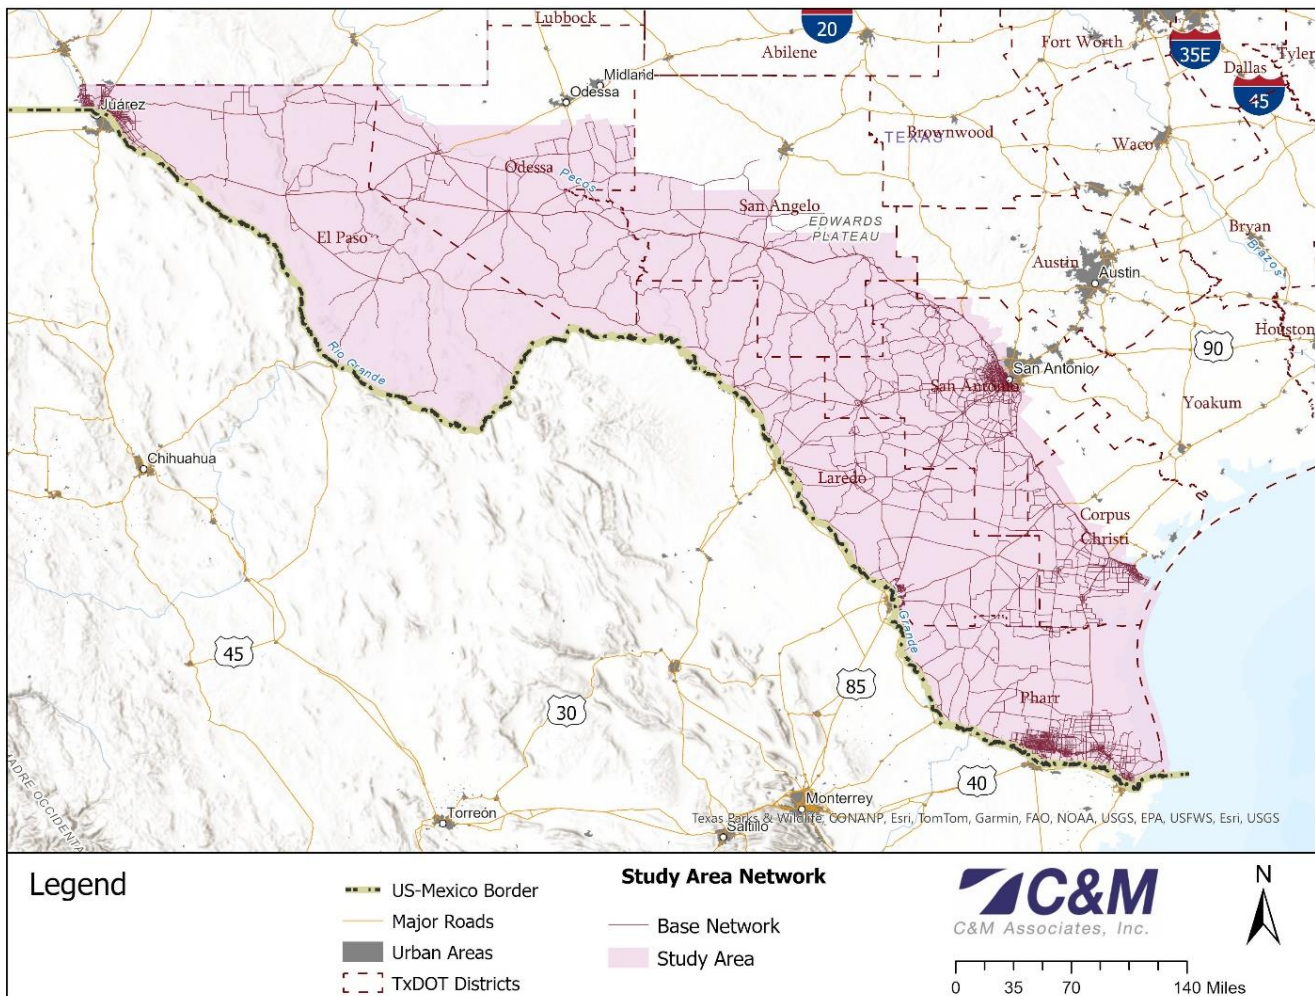 Lubbock
20
Abilene
Fort Worth
35E
Tyler
Dallas
45
Midland
Odessa
Juárez
Brownwood
TEXAS
Waco
Odessa
Pecos
San Angelo
EDWARDS
PLATEAU
El Paso
Bryan
Brazos
Austin
Austin
Houston
90
Rio Grande
San Antonio
San Antonio
Yoakum
Chihuahua
Laredo
Corpus
Christi
Grande
45
85
Pharr
30
40
MADRE OCCIDENTA
Torreón
Monterrey
Saltillo
Texas Parks & Wildlife, CONANP, Esri, TomTom, Garmin, FAO, NOAA, USGS, EPA, USFWS, Esri, USGS
Legend
US-Mexico Border
Major Roads
Urban Areas
TxDOT Districts
Study Area Network
Base Network
Study Area
C&M
C&M Associates, Inc.
N
0 35 70 140 Miles